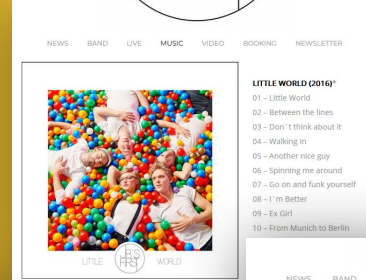 NEWS BAND LIVE MUSIC VIDEO BOOKING NEWSLETTER
LITTLE WORLD (2016)*
01 – Little World
02 – Between the lines
03 – Don´t think about it
04 – Walking In
05 – Another nice guy
06 – Spinning me around
07 – Go on and funk yourself
08 – I´m Better
09 – Ex Girl
10 – From Munich to Berlin
LITTLE WORLD
NEWS BAND